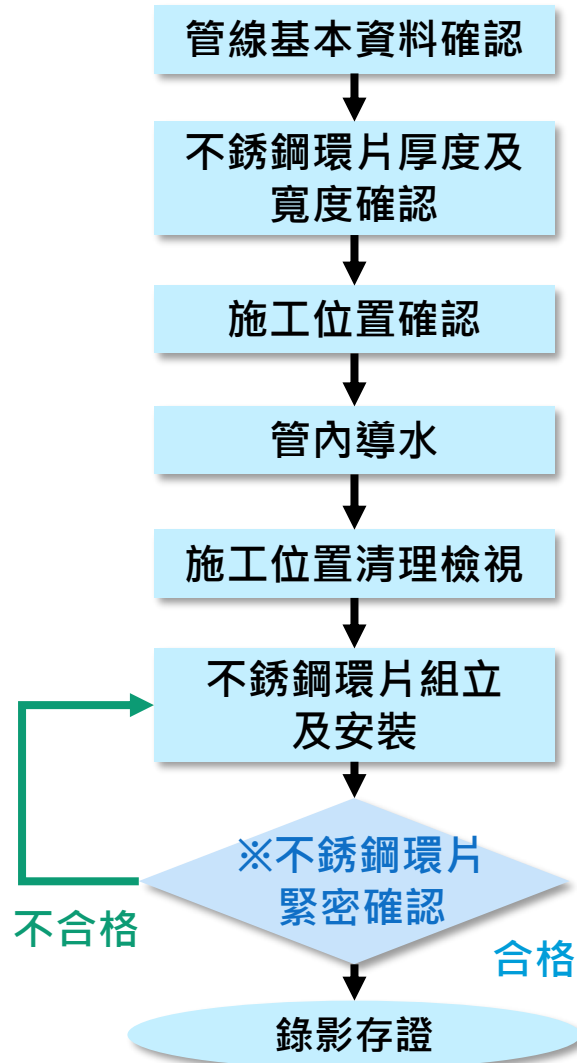 管線基本資料確認
不銹鋼環片厚度及
寬度確認
施工位置確認
管內導水
施工位置清理檢視
不銹鋼環片組立
及安裝
※不銹鋼環片
緊密確認
不合格
合格
錄影存證